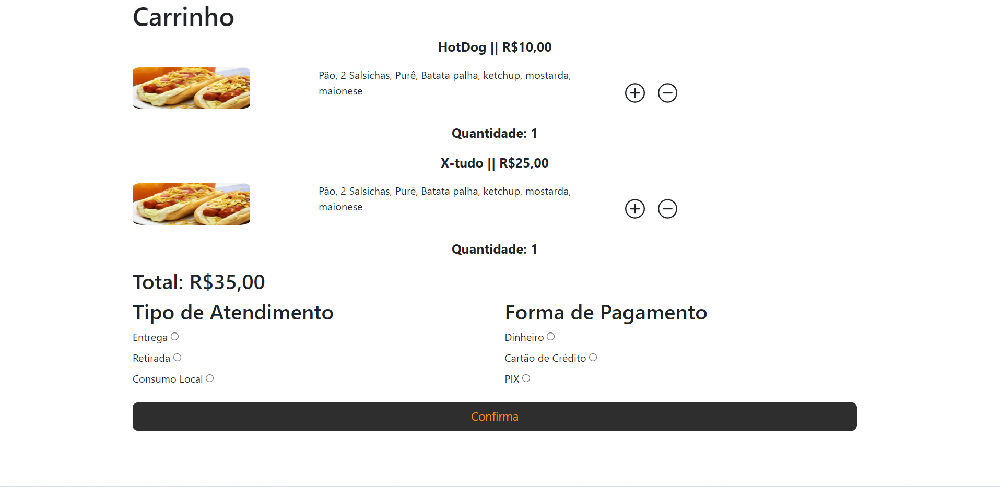 Carrinho
HotDog || R$10,00
Pão, 2 Salsichas, Purê, Batata palha, ketchup, mostarda,
maionese
Quantidade: 1
X-tudo || R$25,00
Pão, 2 Salsichas, Purê, Batata palha, ketchup, mostarda,
maionese
Quantidade: 1
Total: R$35,00
Tipo de Atendimento
Entrega
Retirada
Consumo Local
Forma de Pagamento
Dinheiro
Cartão de Crédito
PIX
Confirma